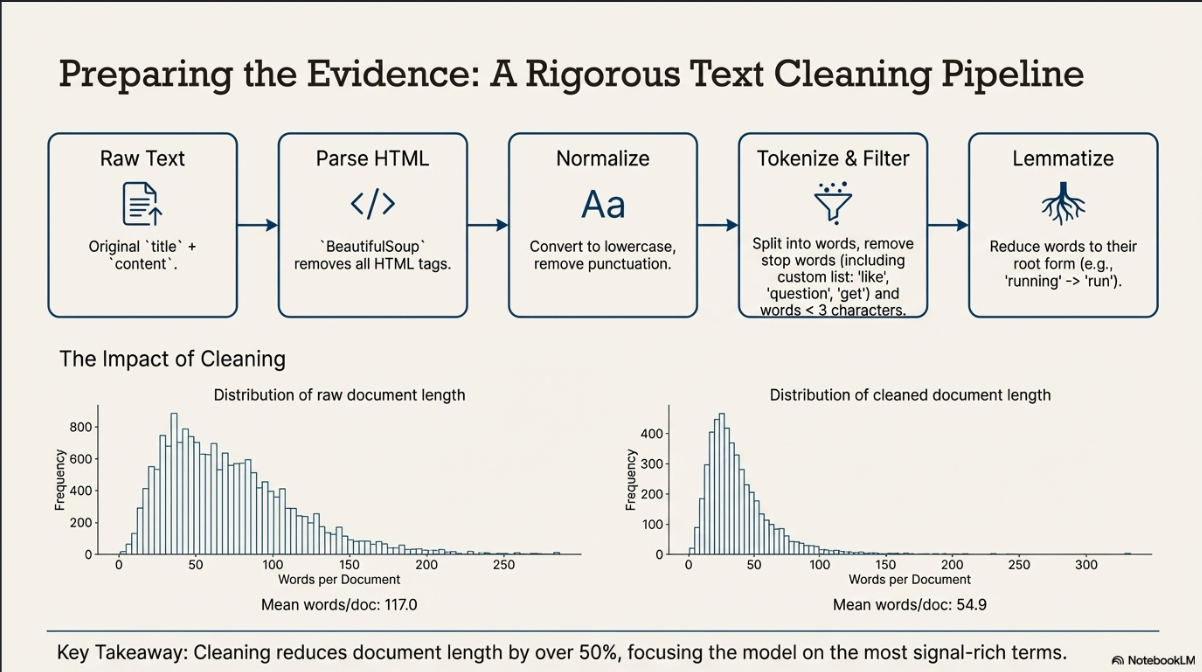 Preparing the Evidence: A Rigorous Text Cleaning Pipeline
Raw Text
Original `title` +
`content`.
Parse HTML
</>
`BeautifulSoup`
removes all HTML tags.
Normalize
Aa
Convert to lowercase,
remove punctuation.
Tokenize & Filter
Split into words, remove
stop words (including
custom list: 'like',
'question', 'get') and
words < 3 characters.
Lemmatize
Reduce words to their
root form (e.g.,
'running' -> 'run').
The Impact of Cleaning
Distribution of raw document length
Frequency
800
600
400
200
0
0 50 100 150 200 250
Words per Document
Mean words/doc: 117.0
Distribution of cleaned document length
Frequency
400
300
200
100
0
0 50 100 150 200 250 300
Words per Document
Mean words/doc: 54.9
Key Takeaway: Cleaning reduces document length by over 50%, focusing the model on the most signal-rich terms.
NotebookLM